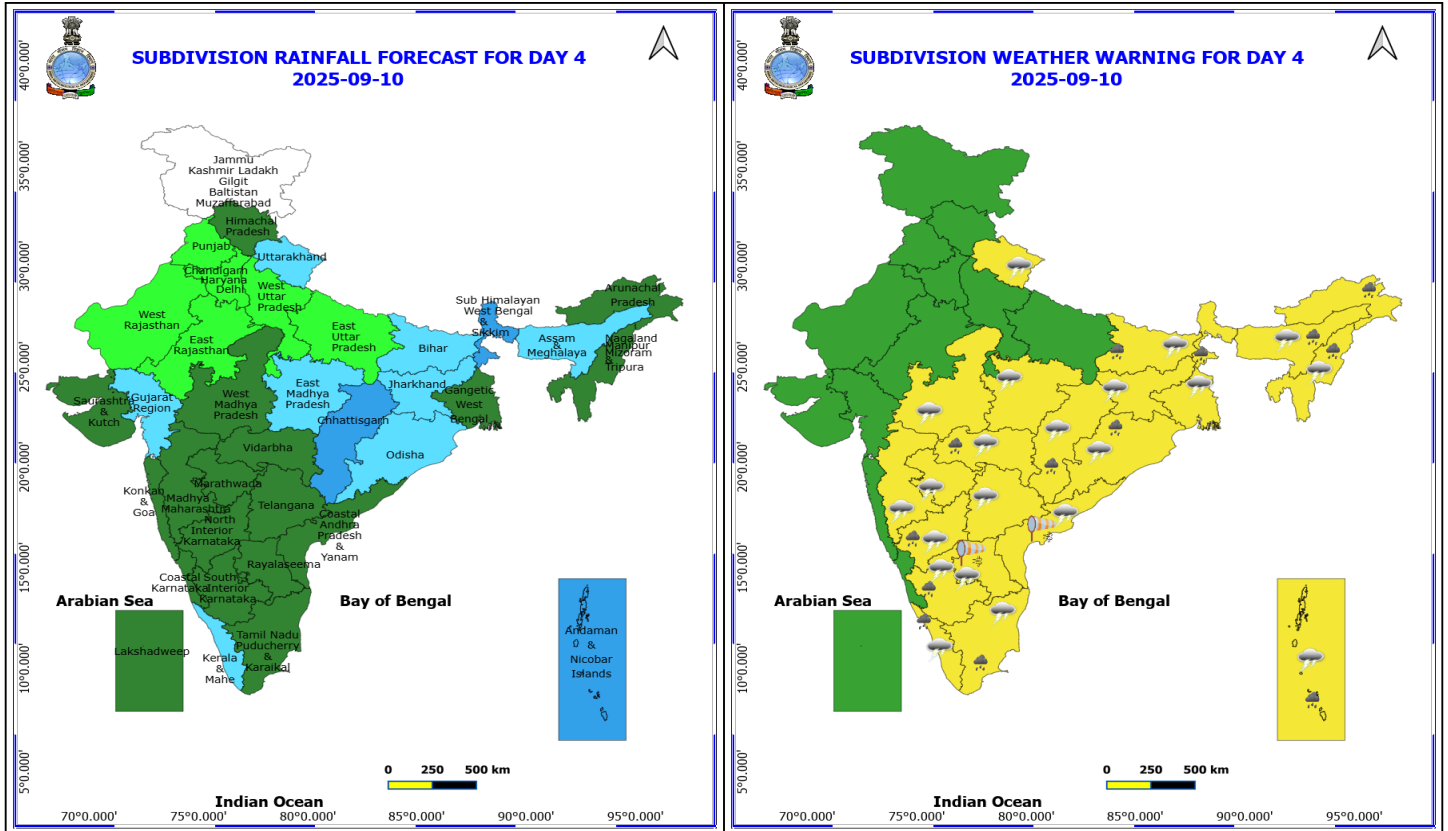 SUBDIVISION RAINFALL FORECAST FOR DAY 4
2025-09-10
40°0.000'
35°0.000'
30°0.000'
25°0.000'
20°0.000'
15°0.000'
10°0.000'
5°0.000'
Jammu
Kashmir Ladakh
Gilgit
Baltistan
Muzaffarabad
Himachal
Pradesh
Punjab
Uttarakhand
Chandigarh
Haryana
Delhi
West
Uttar
Pradesh
West
Rajasthan
East
Rajasthan
East
Uttar
Pradesh
Sub Himalayan
West Bengal
&
Sikkim
Arunachal
Pradesh
Assam
&
Meghalaya
Nagaland
Manipur
Mizoram
&
Tripura
Bihar
Jharkhand
Gangetic
West
Bengal
Saurashtra
&
Kutch
Gujarat
Region
West
Madhya
Pradesh
East
Madhya
Pradesh
Chhattisgarh
Odisha
Vidarbha
Marathwada
Konkan
&
Goa
Madhya
Maharashtra
Telangana
North
Interior
Karnataka
Coastal
Andhra
Pradesh
&
Yanam
Rayalaseema
Coastal
Karnataka
South
Interior
Karnataka
Arabian Sea
Bay of Bengal
Lakshadweep
Kerala
&
Mahe
Tamil Nadu
Puducherry
&
Karaikal
Andaman
&
Nicobar
Islands
0 250 500 km
Indian Ocean
70°0.000' 75°0.000' 80°0.000' 85°0.000' 90°0.000' 95°0.000'
SUBDIVISION WEATHER WARNING FOR DAY 4
2025-09-10
40°0.000'
35°0.000'
30°0.000'
25°0.000'
20°0.000'
15°0.000'
10°0.000'
5°0.000'
Arabian Sea
Bay of Bengal
0 250 500 km
Indian Ocean
70°0.000' 75°0.000' 80°0.000' 85°0.000' 90°0.000' 95°0.000'